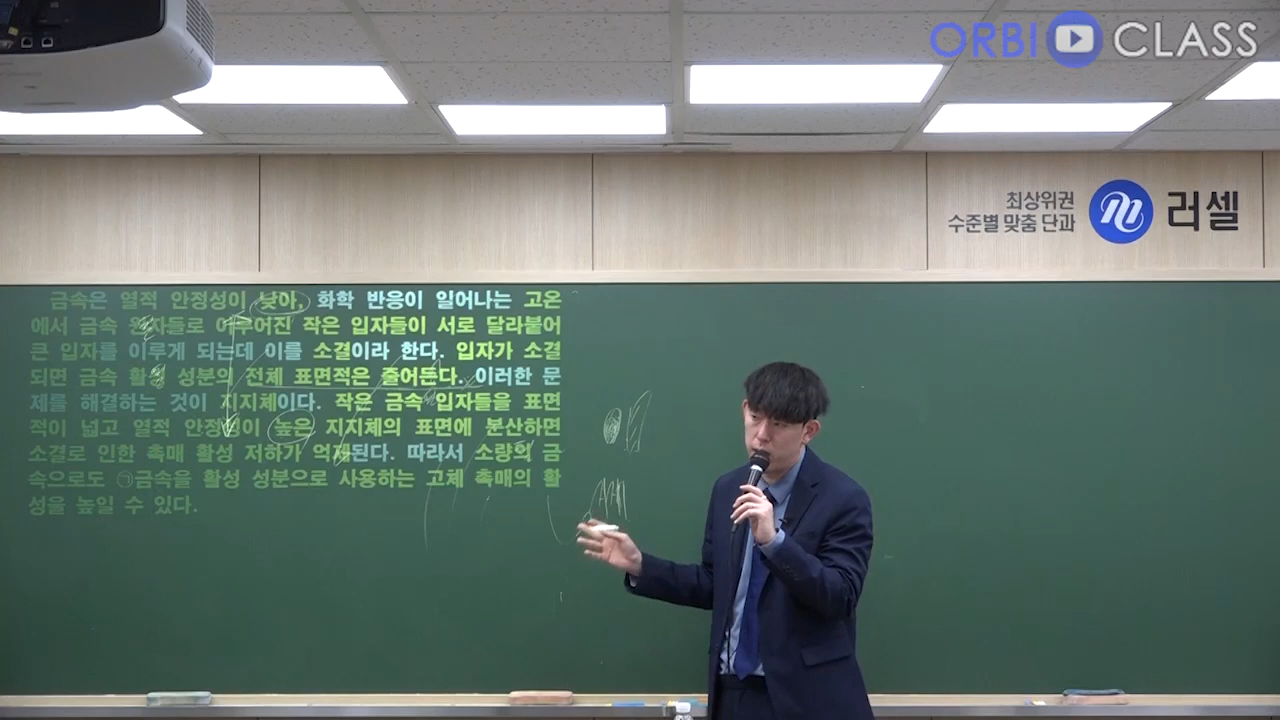 ORBI CLASS
최상위권
수준별 맞춤 단과
러셀
금속은 열적 안정성이 낮아, 화학 반응이 일어나는 고온
에서 금속 원자들로 이루어진 작은 입자들이 서로 달라붙어
큰 입자를 이루게 되는데 이를 소결이라 한다. 입자가 소결
되면 금속 활성 성분의 전체 표면적은 줄어든다. 이러한 문
제를 해결하는 것이 지지체이다. 작은 금속 입자들을 표면
적이 넓고 열적 안정성이 높은 지지체의 표면에 분산하면
소결로 인한 촉매 활성 저하가 억제된다. 따라서 소량의 금
속으로도 ㉠금속을 활성 성분으로 사용하는 고체 촉매의 활
성을 높일 수 있다.